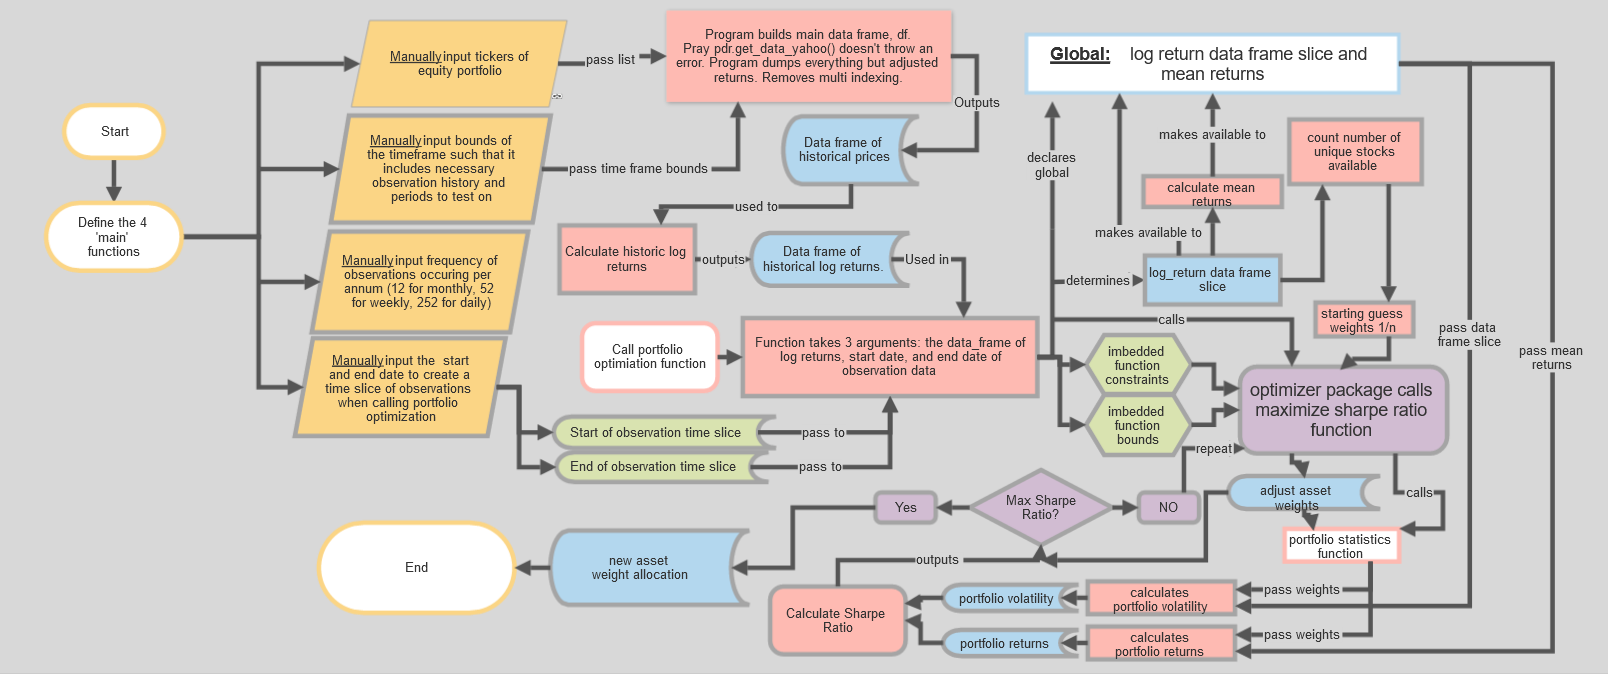 Start
Define the 4
'main'
functions
Manually input tickers of
equity portfolio
Manually input bounds of
the timeframe such that it
includes necessary
observation history and
periods to test on
Manually input frequency of
observations occuring per
annum (12 for monthly, 52
for weekly, 252 for daily)
Manually input the start
and end date to create a
time slice of observations
when calling portfolio
optimization
pass list
pass time frame bounds
Program builds main data frame, df.
Pray pdr.get_data_yahoo() doesn't throw an
error. Program dumps everything but adjusted
returns. Removes multi indexing.
Outputs
Data frame of
historical prices
used to
Calculate historic log
returns
outputs
Data frame of
historical log returns.
Used in
Call portfolio
optimiation function
Function takes 3 arguments: the data_frame of
log returns, start date, and end date of
observation data
Start of observation time slice
pass to
End of observation time slice
pass to
Global: log return data frame slice and
mean returns
declares
global
makes available to
calculate mean
returns
makes available to
count number of
unique stocks
available
determines
log_return data frame
slice
starting guess
weights 1/n
calls
pass data
frame slice
pass mean
returns
imbedded
function
constraints
imbedded
function
bounds
optimizer package calls
maximize sharpe ratio
function
repeat
adjust asset
weights
calls
portfolio statistics
function
Yes
Max Sharpe
Ratio?
NO
End
new asset
weight allocation
outputs
Calculate Sharpe
Ratio
portfolio volatility
calculates
portfolio volatility
pass weights
portfolio returns
calculates
portfolio returns
pass weights